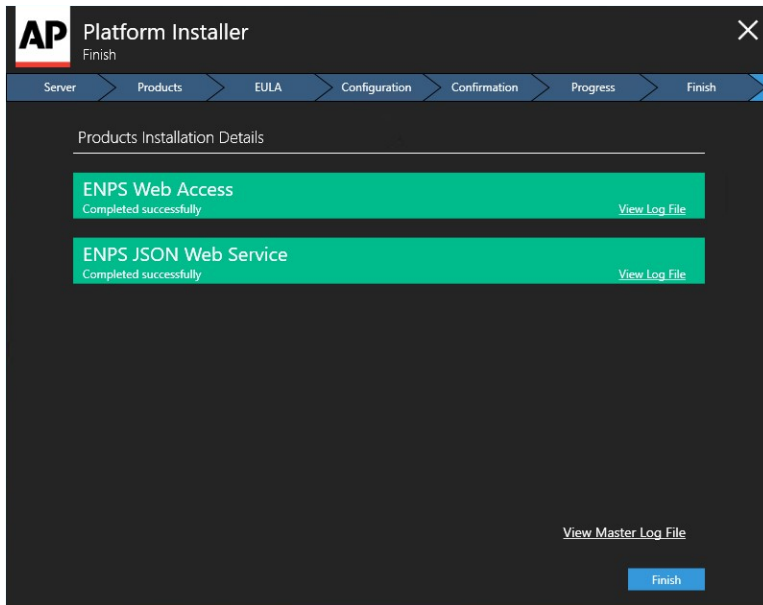 AP
Platform Installer
Finish
Server Products EULA Configuration Confirmation Progress Finish
Products Installation Details
ENPS Web Access
Completed successfully View Log File
ENPS JSON Web Service
Completed successfully View Log File
View Master Log File
Finish